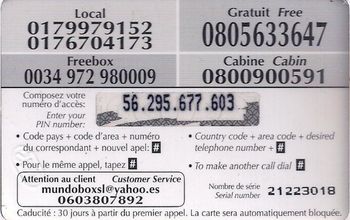 Local
0179979152
0176704173
Gratuit Free
0805633647
Freebox
0034 972 980009
Cabine Cabin
0800900591
Composez votre
numéro d'accès:
Enter your
PIN number:
56.295.677.603
• Code pays + code d'area + numéro
du correspondant + nouvel apel: #
• Pour le même appel, tapez #
• Country code + area code + desired
telephone number + #
• To make another call dial #
Attention au client Customer Service
mundoboxsl@yahoo.es
0603807892
Nombre de série
Serial number
21223018
Cadacité : 30 jours à partir du premier appel. La carte sera automatiquement bloquée.